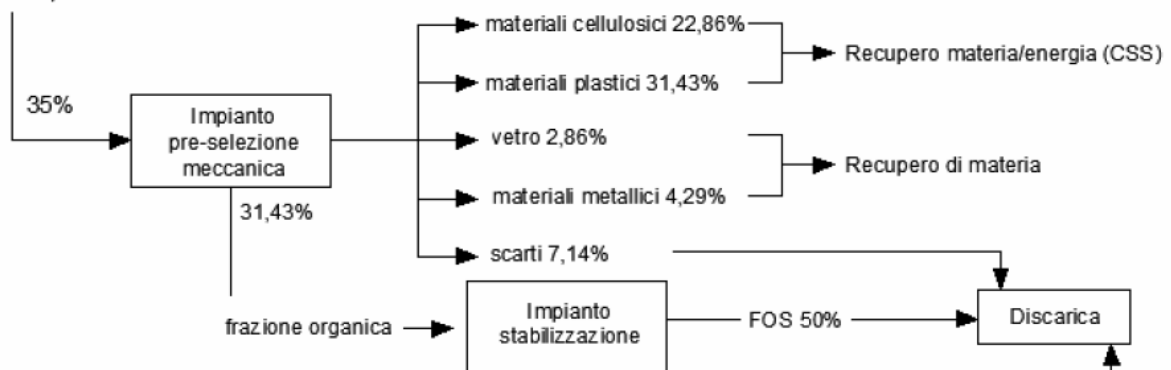 materiali cellulosici 22,86%
Recupero materia/energia (CSS)
materiali plastici 31,43%
35%
Impianto
pre-selezione
meccanica
vetro 2,86%
Recupero di materia
materiali metallici 4,29%
31,43%
scarti 7,14%
Impianto
stabilizzazione
frazione organica
FOS 50%
Discarica